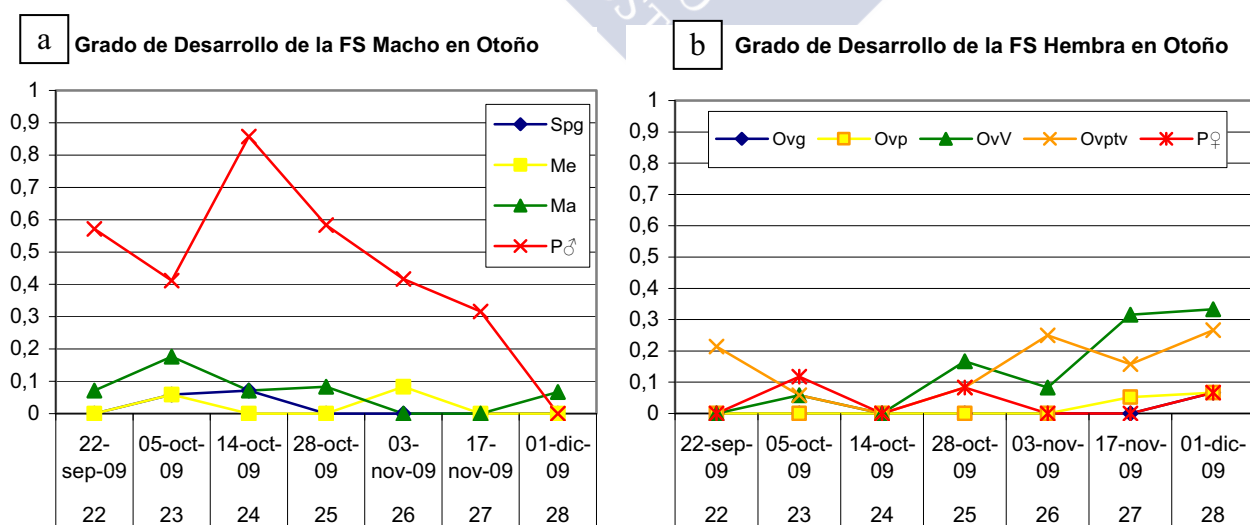 a
Grado de Desarrollo de la FS Macho en Otoño
1
0,9
0,8
0,7
0,6
0,5
0,4
0,3
0,2
0,1
0
Spg
Me
Ma
P♂
22- 05-oct- 14-oct- 28-oct- 03- 17- 01-dic-
sep-09 09 09 09 nov-09 nov-09 09
22 23 24 25 26 27 28
b
Grado de Desarrollo de la FS Hembra en Otoño
1
0,9
0,8
0,7
0,6
0,5
0,4
0,3
0,2
0,1
0
Ovg Ovp OvV Ovptv P♀
22-sep- 05-oct- 14-oct- 28-oct- 03-nov- 17-nov- 01-dic-
09 09 09 09 09 09 09
22 23 24 25 26 27 28